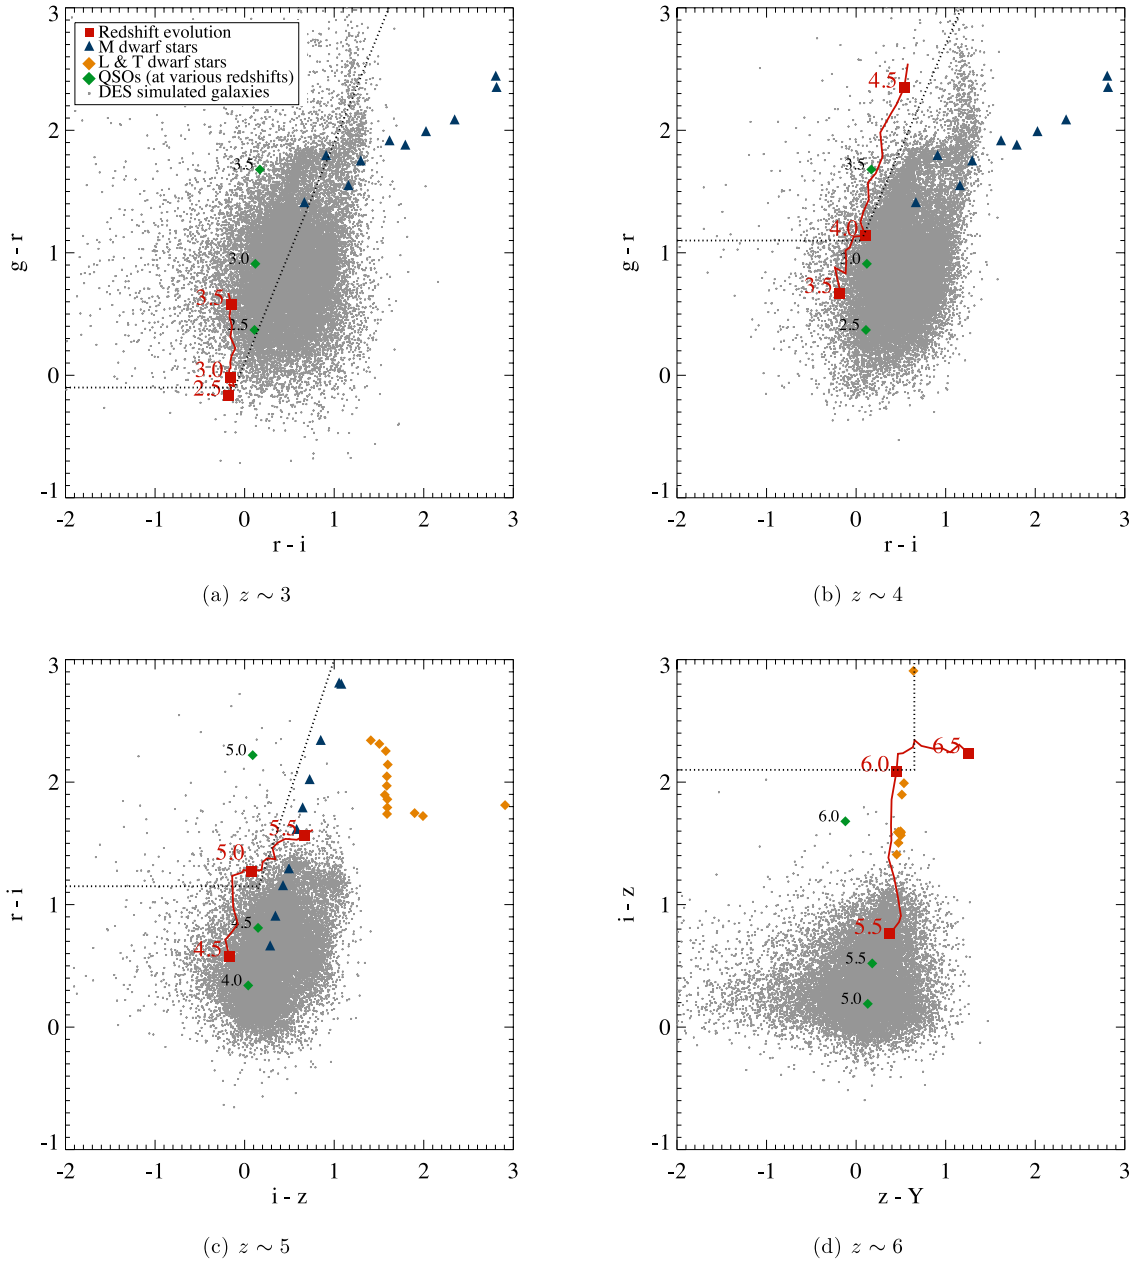 3
2
1
0
-1
g - r
Redshift evolution
M dwarf stars
L & T dwarf stars
QSOs (at various redshifts)
DES simulated galaxies
3.5
3.0
2.5
3.5
3.0
2.5
-2 -1 0 1 2 3
r - i
(a) z ∼ 3
3
2
1
0
-1
g - r
4.5
3.5
4.0
3.5
2.5
-2 -1 0 1 2 3
r - i
(b) z ∼ 4
3
2
1
0
-1
r - i
5.0
5.5
5.0
4.5
4.5
4.0
-2 -1 0 1 2 3
i - z
(c) z ∼ 5
3
2
1
0
-1
i - z
6.5
6.0
6.0
5.5
5.5
5.0
-2 -1 0 1 2 3
z - Y
(d) z ∼ 6